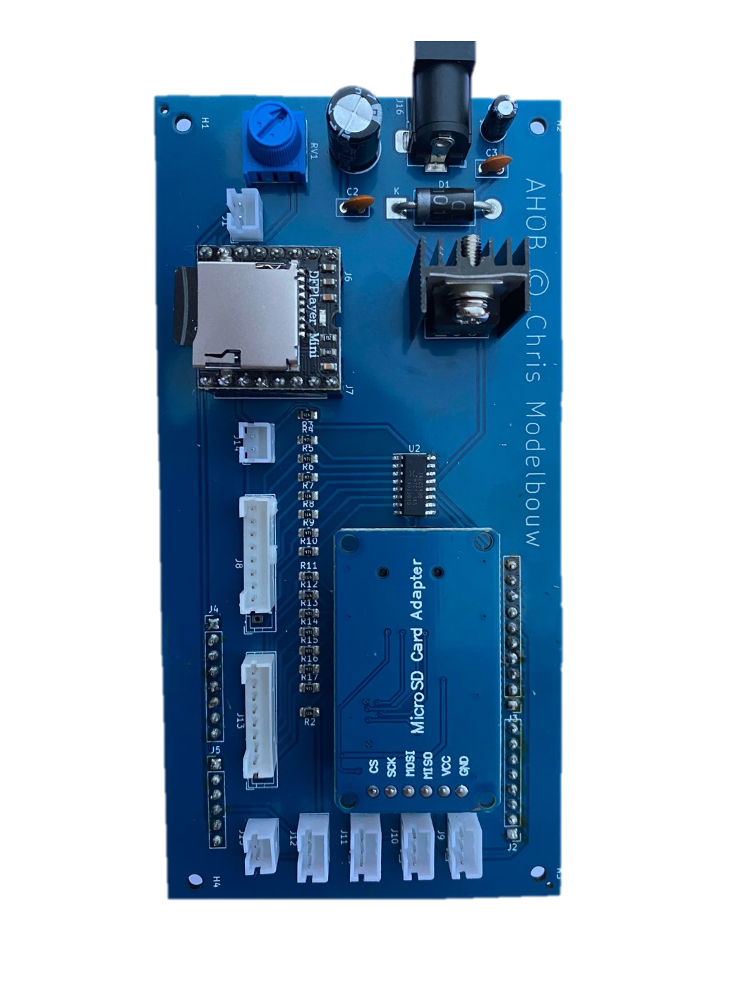 H1
J16
RV1
C3
C2
K
D1
J1
AHOB © Chris Modelbouw
J6
DFPlayer Mini
J7
R3
R4
J14
U2
R5
R6
R7
R8
R9
R10
J8
R11
R12
R13
R14
R15
R16
R17
J4
MicroSD Card Adapter
J13
R2
J3
J5
CS
SCK
MOSI
MISO
VCC
GND
J12
J11
J10
J9
J2
H4